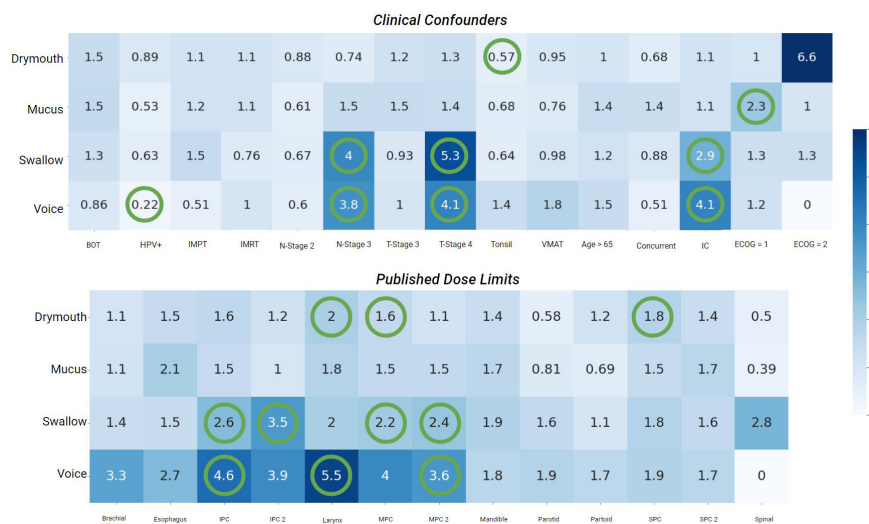 Clinical Confounders
Drymouth 1.5 0.89 1.1 1.1 0.88 0.74 1.2 1.3 0.57 0.95 1 0.68 1.1 1 6.6
Mucus 1.5 0.53 1.2 1.1 0.61 1.5 1.5 1.4 0.68 0.76 1.4 1.4 1.1 2.3 1
Swallow 1.3 0.63 1.5 0.76 0.67 4 0.93 5.3 0.64 0.98 1.2 0.88 2.9 1.3 1.3
Voice 0.86 0.22 0.51 1 0.6 3.8 1 4.1 1.4 1.8 1.5 0.51 4.1 1.2 0
BOT HPV+ IMPT IMRT N-Stage 2 N-Stage 3 T-Stage 3 T-Stage 4 Tonsil VMAT Age > 65 Concurrent IC ECOG = 1 ECOG = 2
Published Dose Limits
Drymouth 1.1 1.5 1.6 1.2 2 1.6 1.1 1.4 0.58 1.2 1.8 1.4 0.5
Mucus 1.1 2.1 1.5 1 1.8 1.5 1.5 1.7 0.81 0.69 1.5 1.7 0.39
Swallow 1.4 1.5 2.6 3.5 2 2.2 2.4 1.9 1.6 1.1 1.8 1.6 2.8
Voice 3.3 2.7 4.6 3.9 5.5 4 3.6 1.8 1.9 1.7 1.9 1.7 0
Brachial Esophagus IPC IPC 2 Larynx MPC MPC 2 Mandible Parotid Partoid SPC SPC 2 Spinal